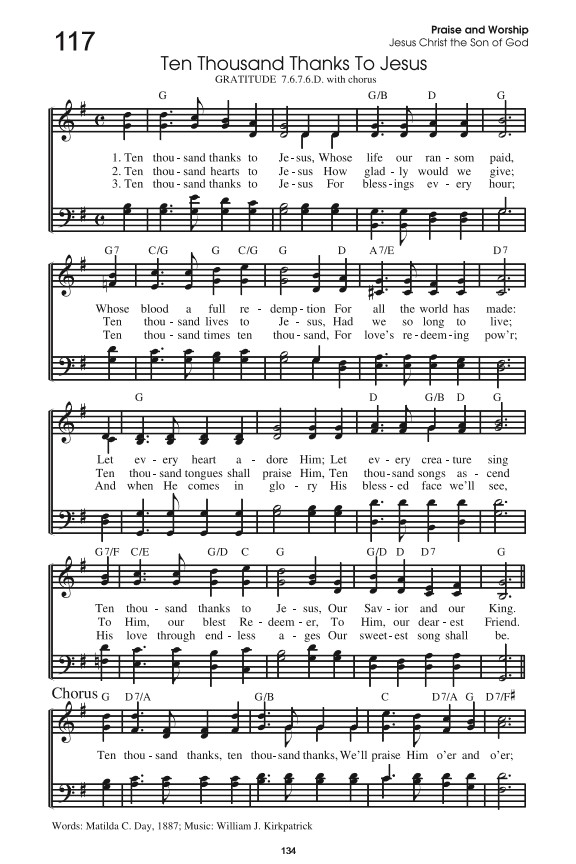 117
Praise and Worship
Jesus Christ the Son of God
Ten Thousand Thanks To Jesus
GRATITUDE 7.6.7.6.D. with chorus
G G/B D G
1. Ten thou - sand thanks to Je - sus, Whose life our ran - som paid,
2. Ten thou - sand hearts to Je - sus How glad - ly would we give;
3. Ten thou - sand thanks to Je - sus For bless - ings ev - ery hour;
G7 C/G G C/G G D A7/E D7
Whose blood a full re - demp - tion For all the world has made:
Ten thou - sand lives to Je - sus, Had we so long to live;
Ten thou - sand times ten thou - sand, For love's re - deem - ing pow'r;
G D G/B D G
Let ev - ery heart a - dore Him; Let ev - ery crea - ture sing
Ten thou - sand tongues shall praise Him, Ten thou - sand songs as - cend
And when He comes in glo - ry His bless - ed face we'll see,
G7/F C/E G/D C G G/D D D7 G
Ten thou - sand thanks to Je - sus, Our Sav - ior and our King.
To Him, our blest Re - deem - er, To Him, our dear - est Friend.
His love through end - less a - ges Our sweet - est song shall be.
Chorus G D7/A G/B C D7/A G D7/F♯
Ten thou - sand thanks, ten thou - sand thanks, We'll praise Him o'er and o'er;
Words: Matilda C. Day, 1887; Music: William J. Kirkpatrick
134